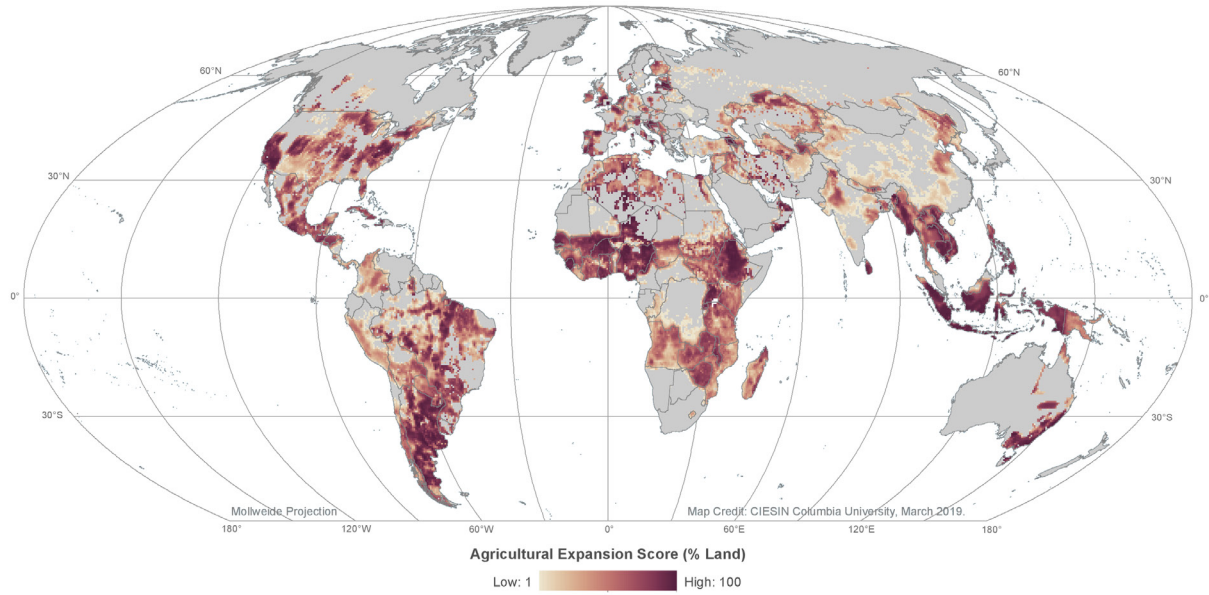 60°N 60°N
30°N 30°N
0° 0°
30°S 30°S
Mollweide Projection Map Credit: CIESIN Columbia University, March 2019.
180° 120°W 60°W 0° 60°E 120°E 180°
Agricultural Expansion Score (% Land)
Low: 1 High: 100